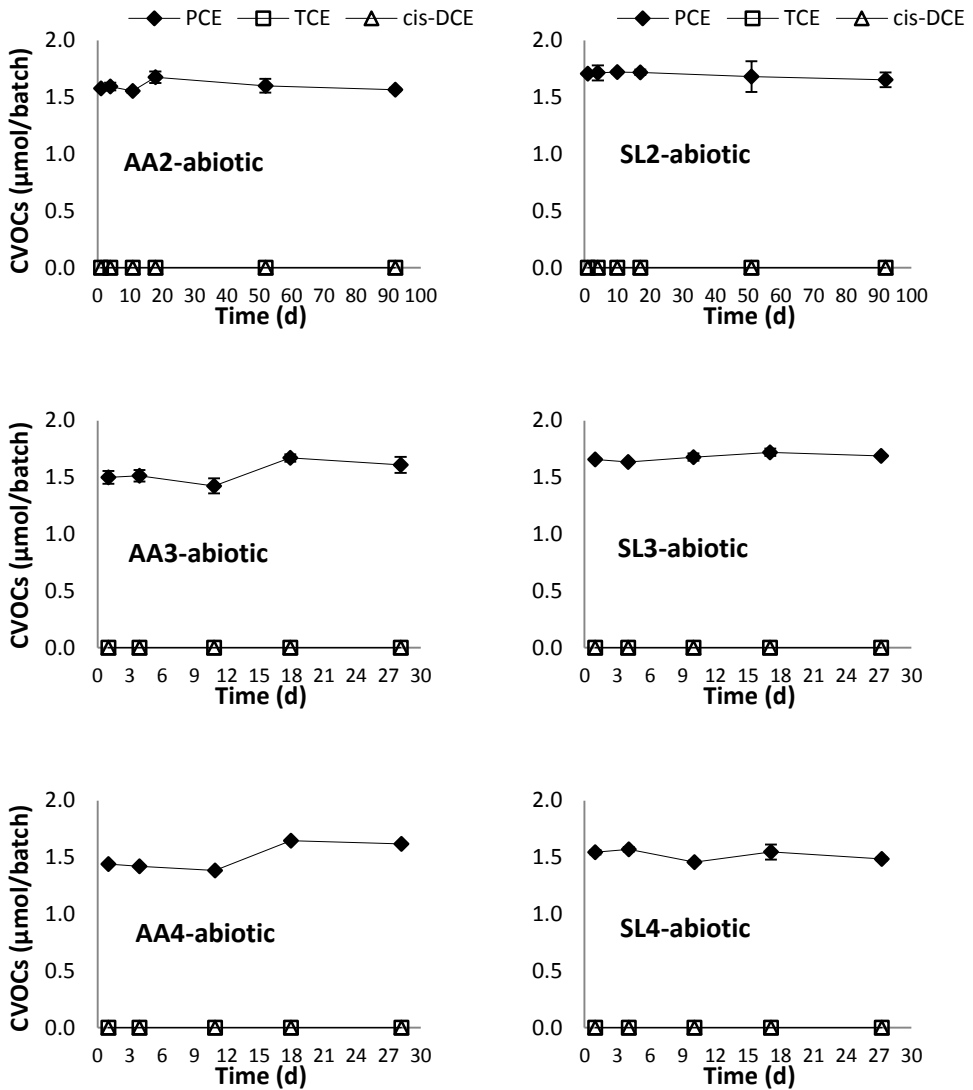 PCE TCE cis-DCE
PCE TCE cis-DCE
CVOCs (µmol/batch)
2.0
1.5
1.0
0.5
0.0
AA2-abiotic
0 10 20 30 40 50 60 70 80 90 100
Time (d)
2.0
1.5
1.0
0.5
0.0
SL2-abiotic
0 10 20 30 40 50 60 70 80 90 100
Time (d)
CVOCs (µmol/batch)
2.0
1.5
1.0
0.5
0.0
AA3-abiotic
0 3 6 9 12 15 18 21 24 27 30
Time (d)
2.0
1.5
1.0
0.5
0.0
SL3-abiotic
0 3 6 9 12 15 18 21 24 27 30
Time (d)
CVOCs (µmol/batch)
2.0
1.5
1.0
0.5
0.0
AA4-abiotic
0 3 6 9 12 15 18 21 24 27 30
Time (d)
2.0
1.5
1.0
0.5
0.0
SL4-abiotic
0 3 6 9 12 15 18 21 24 27 30
Time (d)